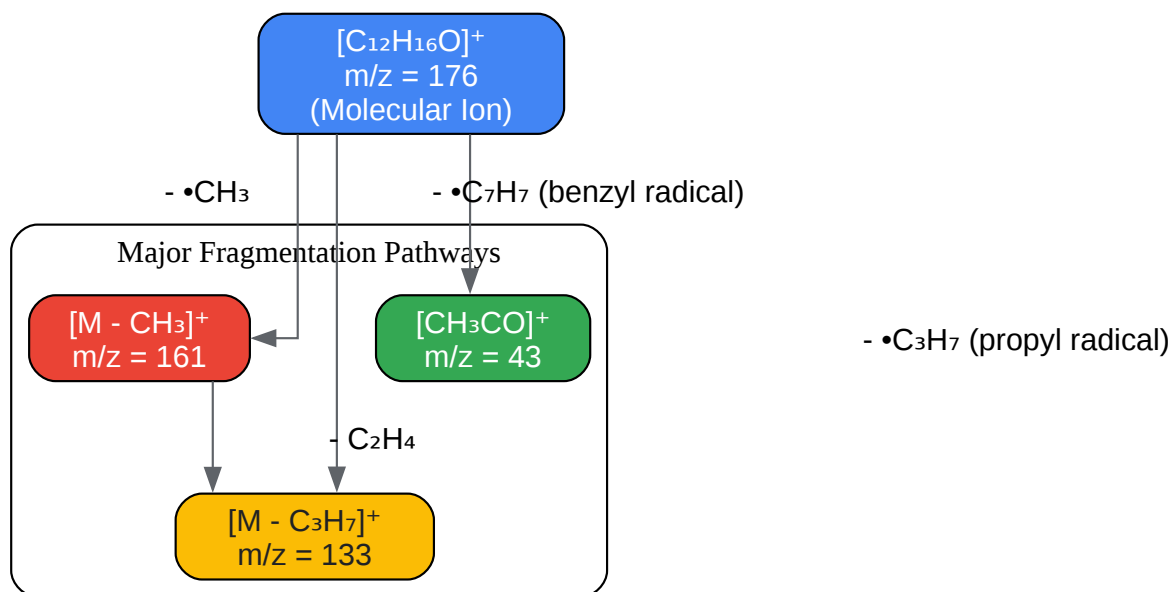 [C₁₂H₁₆O]⁺
m/z = 176
(Molecular Ion)
- •CH₃
- •C₇H₇ (benzyl radical)
Major Fragmentation Pathways
[M - CH₃]⁺
m/z = 161
[CH₃CO]⁺
m/z = 43
- •C₃H₇ (propyl radical)
- C₂H₄
[M - C₃H₇]⁺
m/z = 133